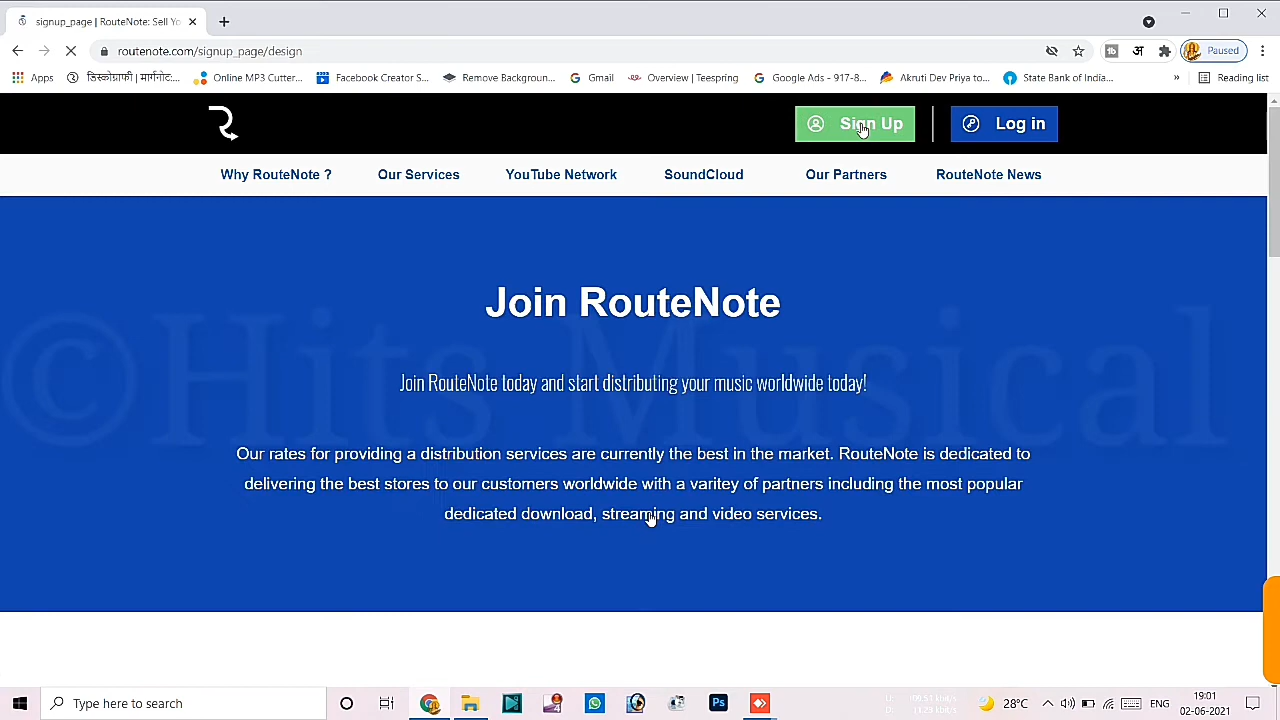 signup_page | RouteNote: Sell Yo
routenote.com/signup_page/design
Paused
Apps
डिस्कोग्राफी | मार्गनोट:...
Online MP3 Cutter...
Facebook Creator S...
Remove Backgroun...
Gmail
Overview | Teespring
Google Ads - 917-8...
Akruti Dev Priya to...
State Bank of India...
»
Reading list
Sign Up
Log in
Why RouteNote ?
Our Services
YouTube Network
SoundCloud
Our Partners
RouteNote News
Join RouteNote
Join RouteNote today and start distributing your music worldwide today!
©Hits Musical
Our rates for providing a distribution services are currently the best in the market. RouteNote is dedicated to
delivering the best stores to our customers worldwide with a varitey of partners including the most popular
dedicated download, streaming and video services.
Type here to search
Ps
28°C
ENG
19:01
02-06-2021